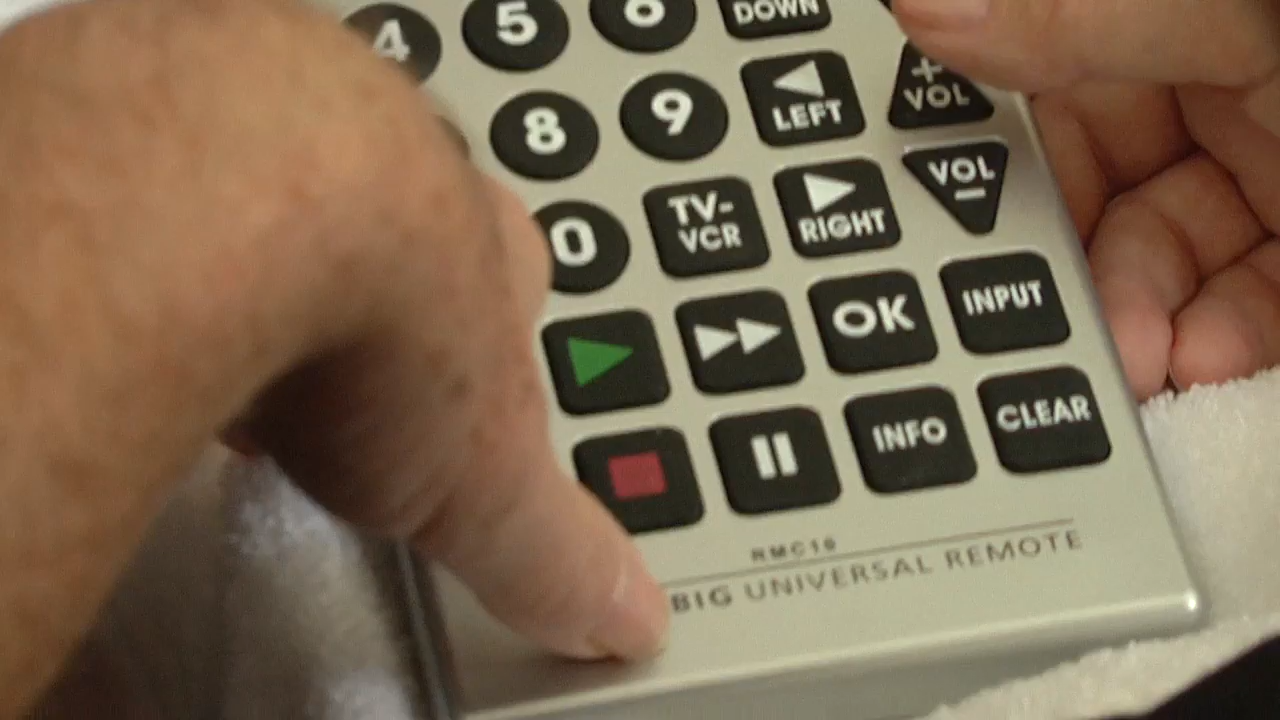 4 5 6 DOWN
8 9 LEFT + VOL
0 TV-VCR RIGHT VOL −
OK INPUT
INFO CLEAR
RMC10
BIG UNIVERSAL REMOTE